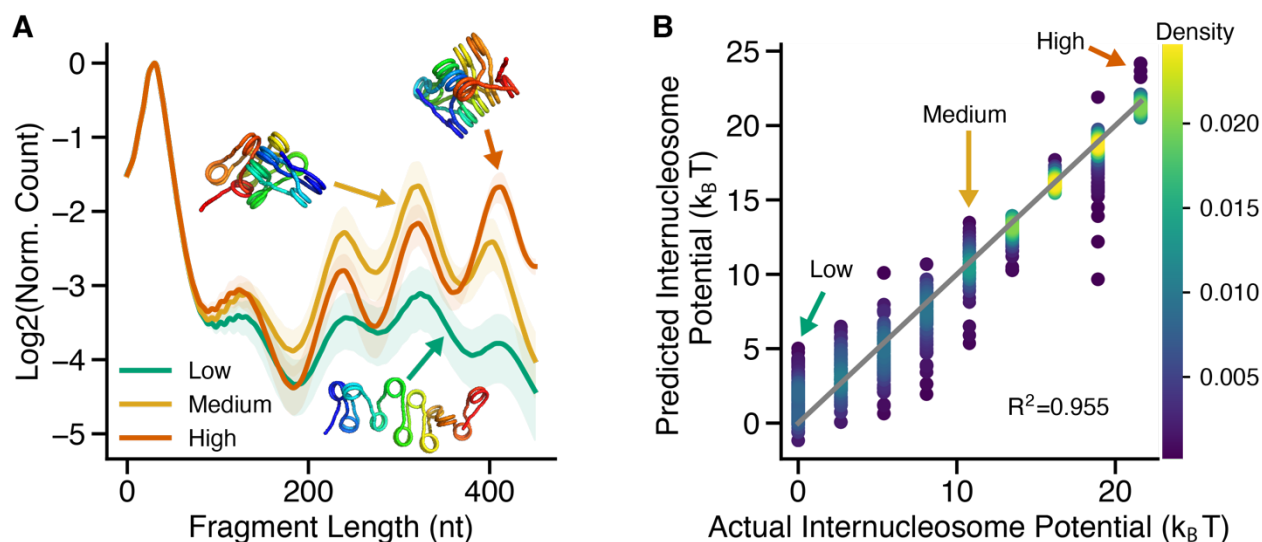 A
0
−1
−2
−3
−4
−5
Log2(Norm. Count)
Low
Medium
High
0
200
400
Fragment Length (nt)
B
25
20
15
10
5
0
Predicted Internucleosome
Potential (k_B T)
High
Medium
Low
R²=0.955
0
10
20
Actual Internucleosome Potential (k_B T)
Density
0.020
0.015
0.010
0.005